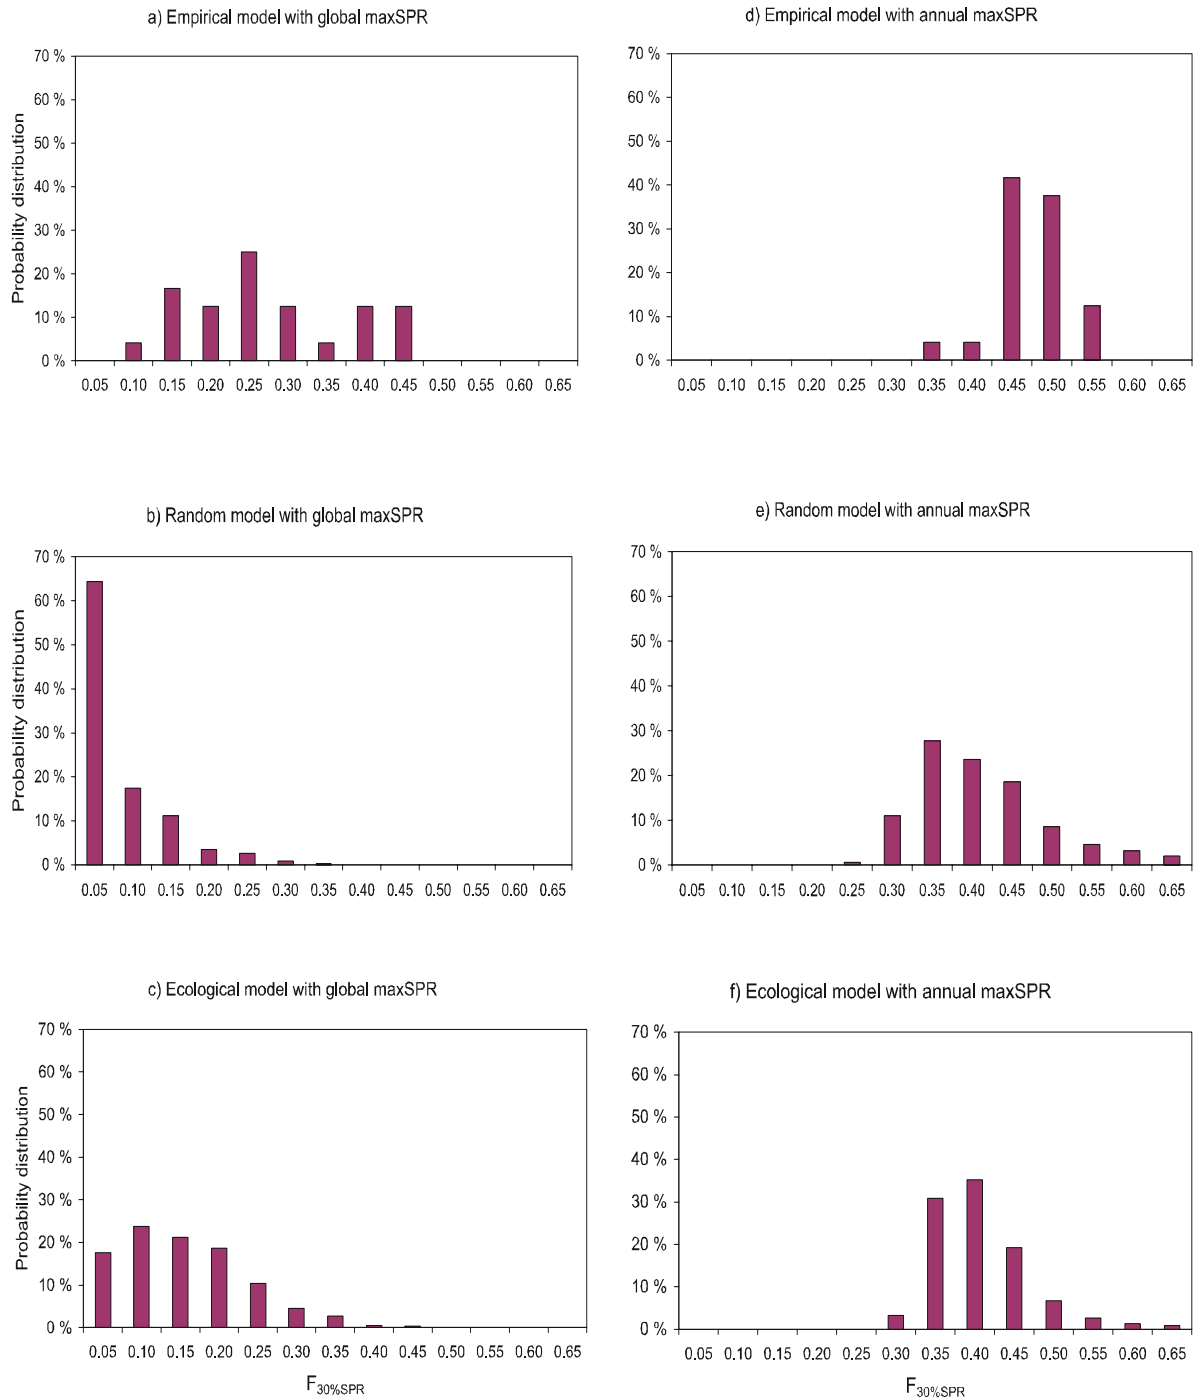 a) Empirical model with global maxSPR
70 %
60 %
50 %
40 %
30 %
20 %
10 %
0 %
Probability distribution
0.05 0.10 0.15 0.20 0.25 0.30 0.35 0.40 0.45 0.50 0.55 0.60 0.65
d) Empirical model with annual maxSPR
70 %
60 %
50 %
40 %
30 %
20 %
10 %
0 %
0.05 0.10 0.15 0.20 0.25 0.30 0.35 0.40 0.45 0.50 0.55 0.60 0.65
b) Random model with global maxSPR
70 %
60 %
50 %
40 %
30 %
20 %
10 %
0 %
Probability distribution
0.05 0.10 0.15 0.20 0.25 0.30 0.35 0.40 0.45 0.50 0.55 0.60 0.65
e) Random model with annual maxSPR
70 %
60 %
50 %
40 %
30 %
20 %
10 %
0 %
0.05 0.10 0.15 0.20 0.25 0.30 0.35 0.40 0.45 0.50 0.55 0.60 0.65
c) Ecological model with global maxSPR
70 %
60 %
50 %
40 %
30 %
20 %
10 %
0 %
Probability distribution
0.05 0.10 0.15 0.20 0.25 0.30 0.35 0.40 0.45 0.50 0.55 0.60 0.65
F30%SPR
f) Ecological model with annual maxSPR
70 %
60 %
50 %
40 %
30 %
20 %
10 %
0 %
0.05 0.10 0.15 0.20 0.25 0.30 0.35 0.40 0.45 0.50 0.55 0.60 0.65
F30%SPR